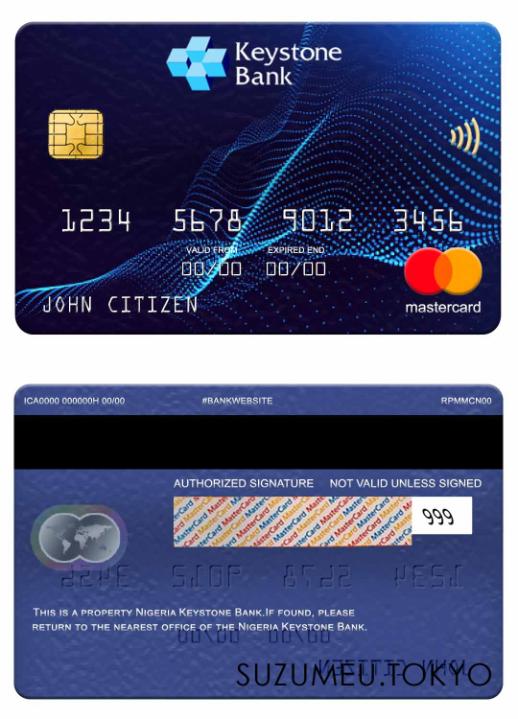 Keystone
Bank
1234 5678 9012 3456
VALID FROM EXPIRED END
00/00 00/00
JOHN CITIZEN
mastercard
ICA0000 000000H 00/00 #BANKWEBSITE RPMMCN00
AUTHORIZED SIGNATURE NOT VALID UNLESS SIGNED
999
THIS IS A PROPERTY NIGERIA KEYSTONE BANK.IF FOUND, PLEASE
RETURN TO THE NEAREST OFFICE OF THE NIGERIA KEYSTONE BANK.
SUZUMEU.TOKYO